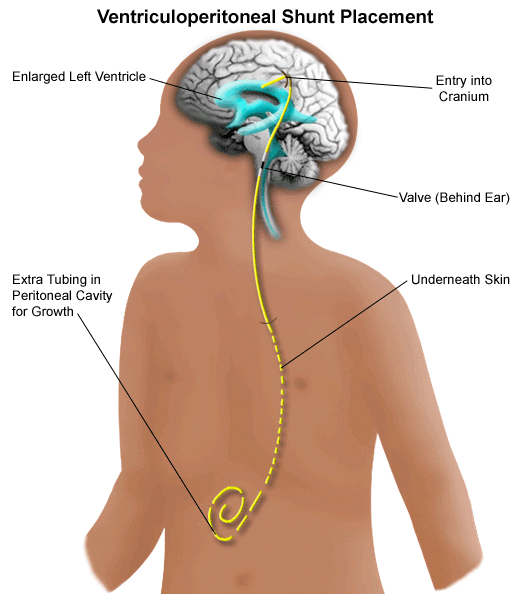 Ventriculoperitoneal Shunt Placement
Enlarged Left Ventricle
Entry into
Cranium
Valve (Behind Ear)
Extra Tubing in
Peritoneal Cavity
for Growth
Underneath Skin